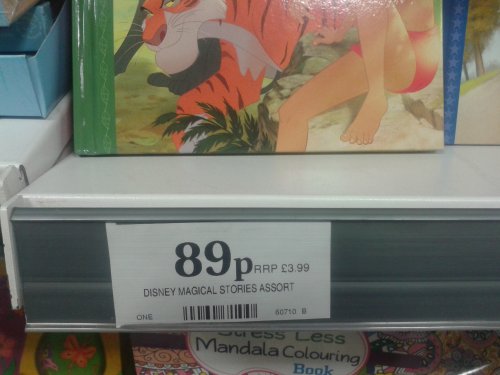 89p RRP £3.99
DISNEY MAGICAL STORIES ASSORT
ONE 60710 B
Stress Less
Mandala Colouring
Book